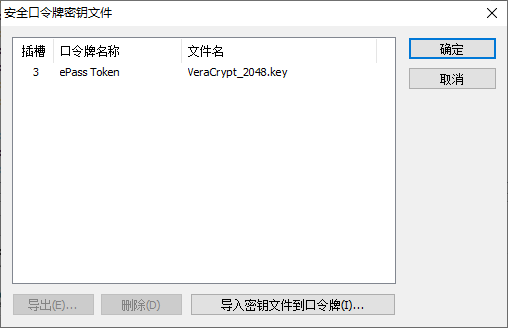 安全口令牌密钥文件
插槽 口令牌名称 文件名
3 ePass Token VeraCrypt_2048.key
确定
取消
导出(E)... 删除(D) 导入密钥文件到口令牌(I)...